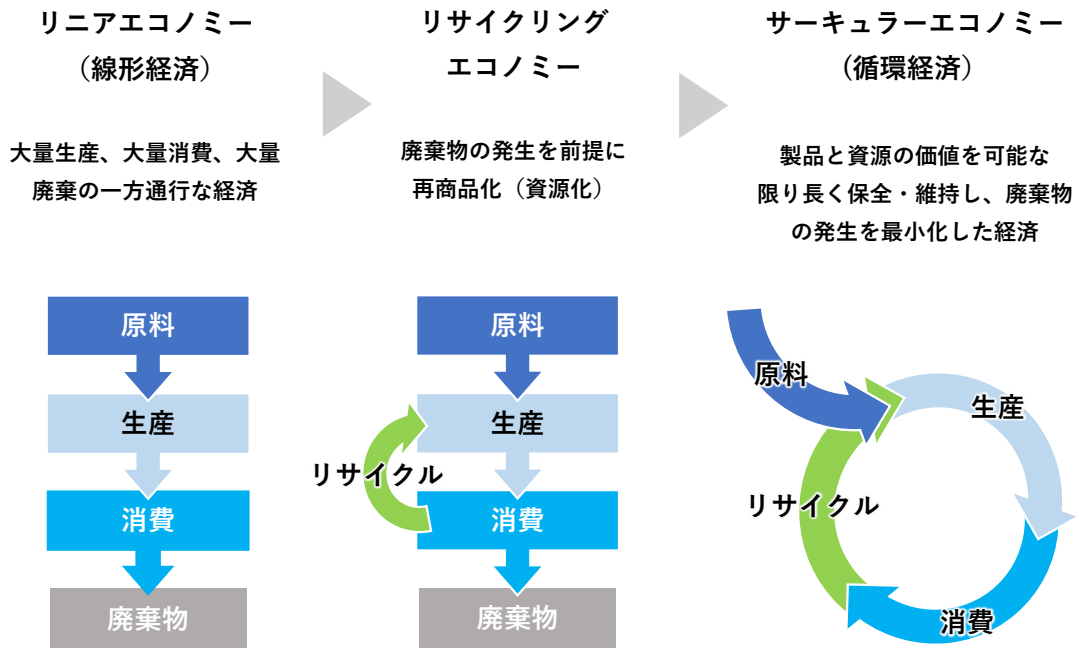 リニアエコノミー
（線形経済）
大量生産、大量消費、大量
廃棄の一方通行な経済
原料
生産
消費
廃棄物
リサイクリング
エコノミー
廃棄物の発生を前提に
再商品化（資源化）
原料
生産
リサイクル
消費
廃棄物
サーキュラーエコノミー
（循環経済）
製品と資源の価値を可能な
限り長く保全・維持し、廃棄物
の発生を最小化した経済
原料
生産
リサイクル
消費